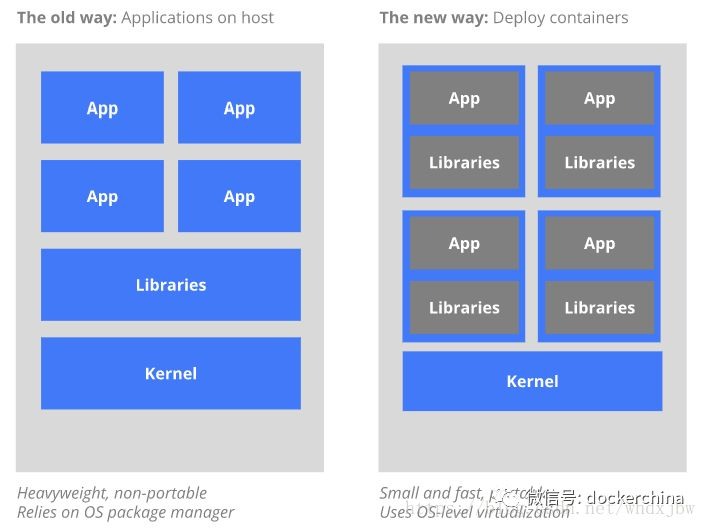 The old way: Applications on host
App
App
App
App
Libraries
Kernel
Heavyweight, non-portable
Relies on OS package manager
The new way: Deploy containers
App
App
Libraries
Libraries
App
App
Libraries
Libraries
Kernel
Small and fast, portable
Uses OS-level virtualization
微信号: dockerchina